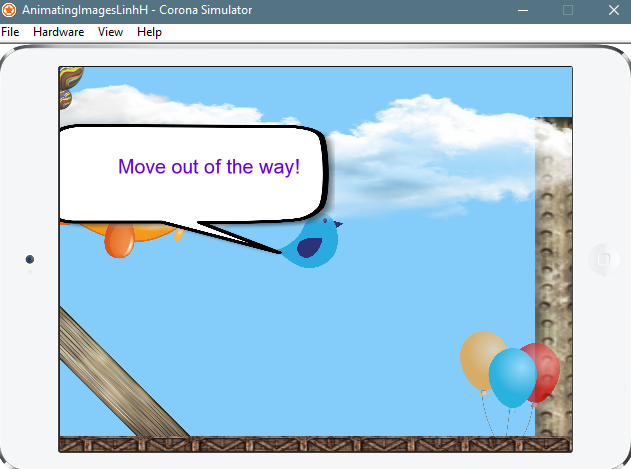 AnimatingImagesLinhH - Corona Simulator
File Hardware View Help
Move out of the way!